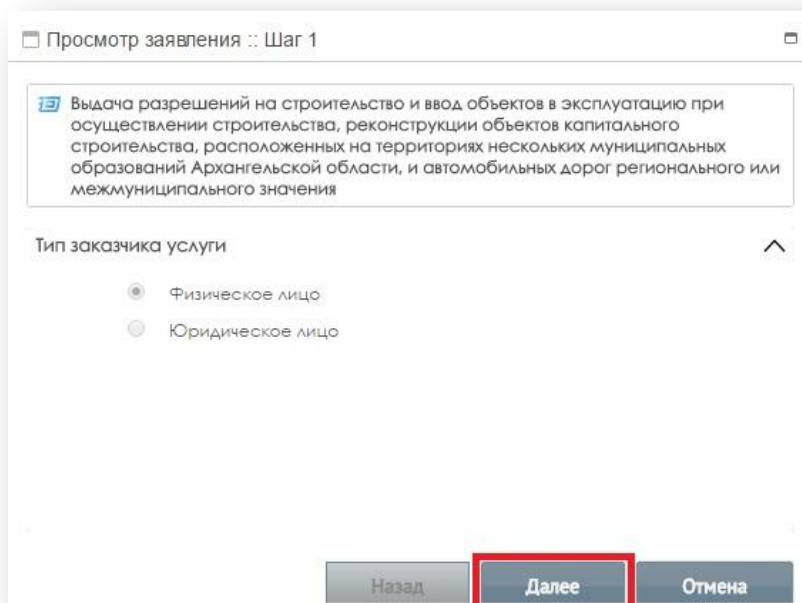 Просмотр заявления :: Шаг 1
Выдача разрешений на строительство и ввод объектов в эксплуатацию при
осуществлении строительства, реконструкции объектов капитального
строительства, расположенных на территориях нескольких муниципальных
образований Архангельской области, и автомобильных дорог регионального или
межмуниципального значения
Тип заказчика услуги
Физическое лицо
Юридическое лицо
Назад Далее Отмена